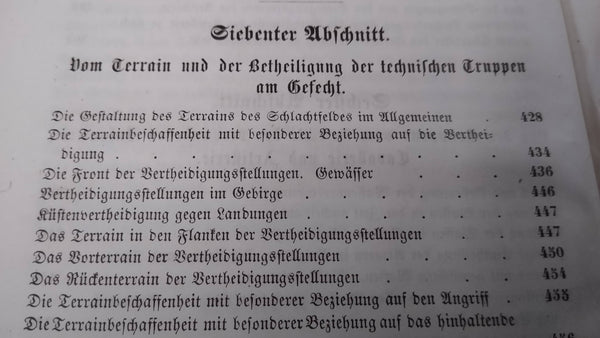 Siebenter Abschnitt.
Vom Terrain und der Betheiligung der technischen Truppen
am Gefecht.
Die Gestaltung des Terrains des Schlachtfeldes im Allgemeinen . 428
Die Terrainbeschaffenheit mit besonderer Beziehung auf die Verthei-
digung . . . . . . . . . . . 434
Die Front der Vertheidigungsstellungen. Gewässer . . . 436
Vertheidigungsstellungen im Gebirge . . . . . . 446
Küstenvertheidigung gegen Landungen . . . . . . 447
Das Terrain in den Flanken der Vertheidigungsstellungen . . 447
Das Vorterrain der Vertheidigungsstellungen . . . . 450
Das Rückenterrain der Vertheidigungsstellungen . . . . 454
Die Terrainbeschaffenheit mit besonderer Beziehung auf den Angriff . 455
Die Terrainbeschaffenheit mit besonderer Beziehung auf das hinhaltende